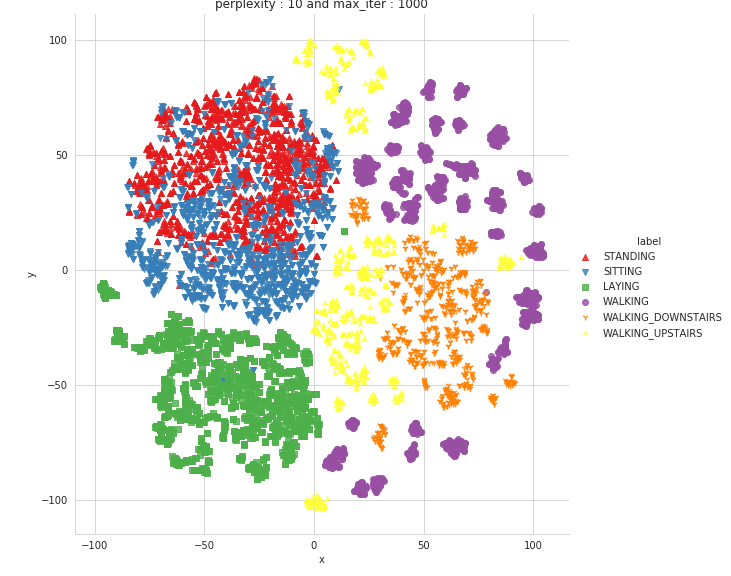 perplexity : 10 and max_iter : 1000
100
50
0
−50
−100
y
−100
−50
0
50
100
x
label
STANDING
SITTING
LAYING
WALKING
WALKING_DOWNSTAIRS
WALKING_UPSTAIRS